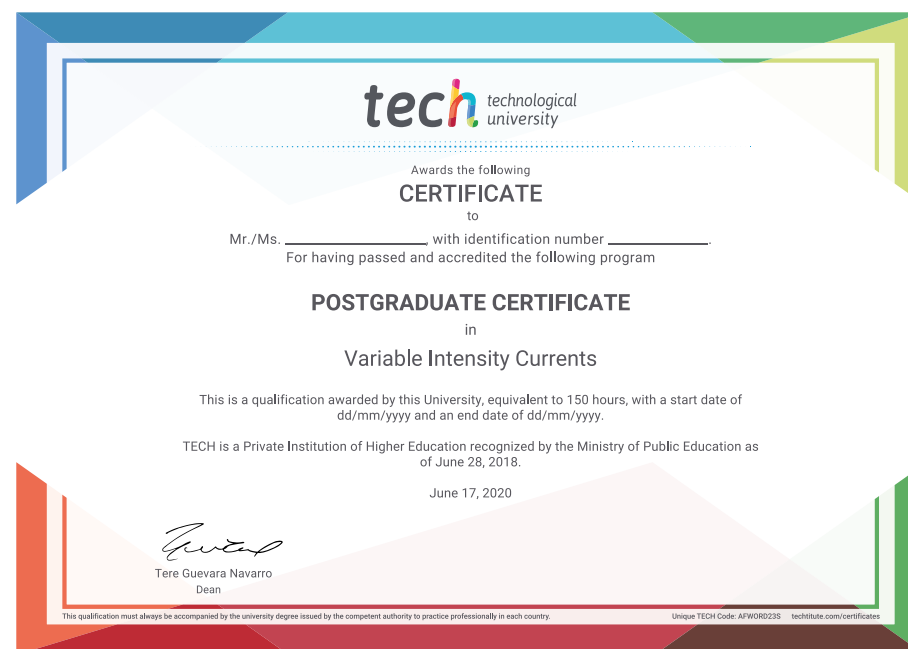 tech technological
university
Awards the following
CERTIFICATE
to
Mr./Ms. ____________, with identification number ____________.
For having passed and accredited the following program
POSTGRADUATE CERTIFICATE
in
Variable Intensity Currents
This is a qualification awarded by this University, equivalent to 150 hours, with a start date of
dd/mm/yyyy and an end date of dd/mm/yyyy.
TECH is a Private Institution of Higher Education recognized by the Ministry of Public Education as
of June 28, 2018.
June 17, 2020
Tere Guevara Navarro
Dean
This qualification must always be accompanied by the university degree issued by the competent authority to practice professionally in each country. Unique TECH Code: AFWORD23S techtitute.com/certificates